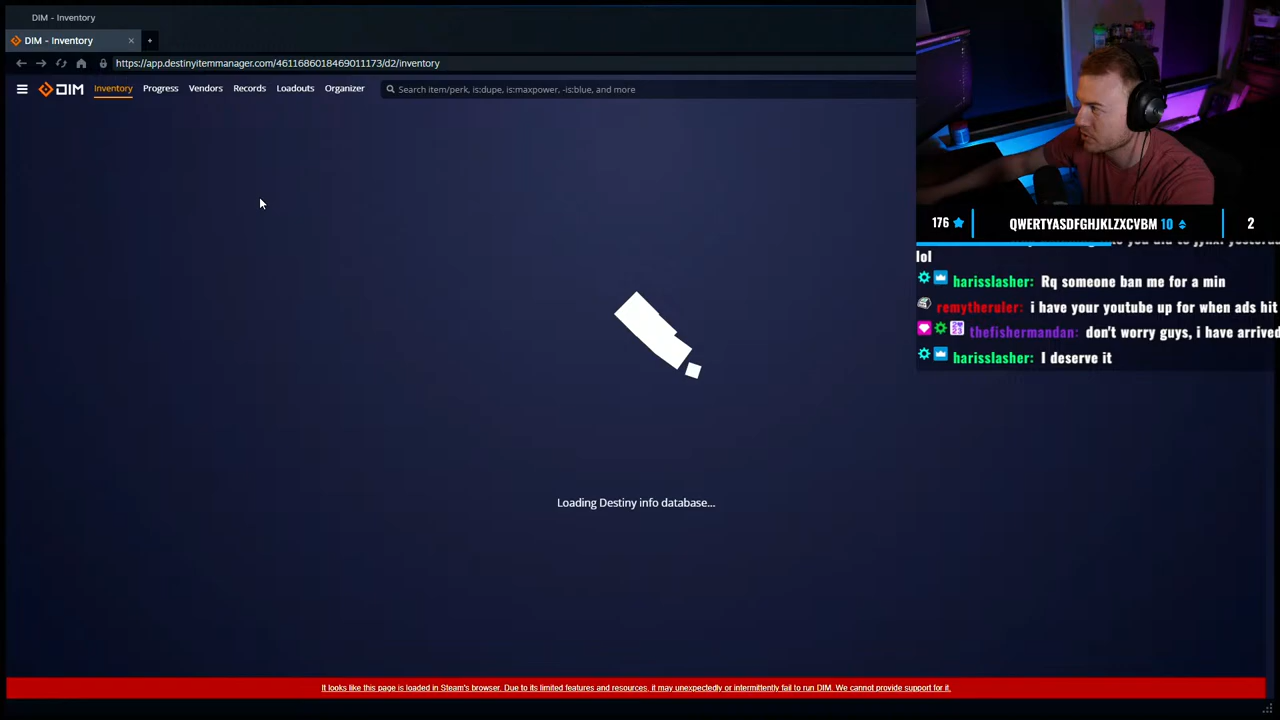 DIM - Inventory
DIM - Inventory
https://app.destinyitemmanager.com/4611686018469011173/d2/inventory
DIM Inventory Progress Vendors Records Loadouts Organizer Search item/perk, is:dupe, is:maxpower, -is:blue, and more
176 QWERTYASDFGHJKLZXCVBM 10 2
lol
harisslasher: Rq someone ban me for a min
remytheruler: i have your youtube up for when ads hit
thefishermandan: don't worry guys, i have arrived
harisslasher: I deserve it
Loading Destiny info database...
It looks like this page is loaded in Steam's browser. Due to its limited features and resources, it may unexpectedly or intermittently fail to run DIM. We cannot provide support for it.